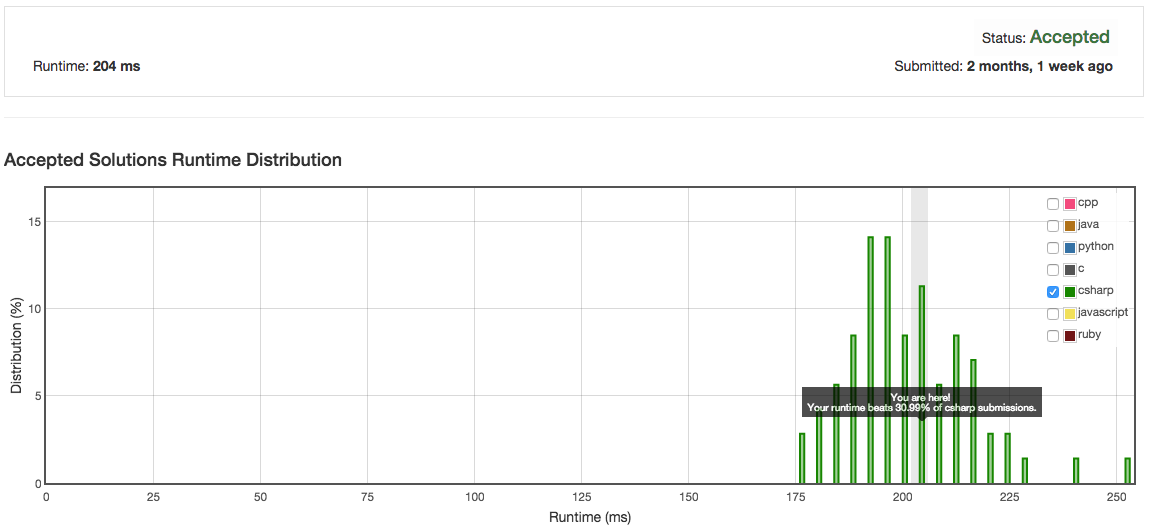 Status: Accepted
Runtime: 204 ms
Submitted: 2 months, 1 week ago
Accepted Solutions Runtime Distribution
cpp
java
python
c
csharp
javascript
ruby
15
10
5
0
Distribution (%)
You are here!
Your runtime beats 30.99% of csharp submissions.
0 25 50 75 100 125 150 175 200 225 250
Runtime (ms)